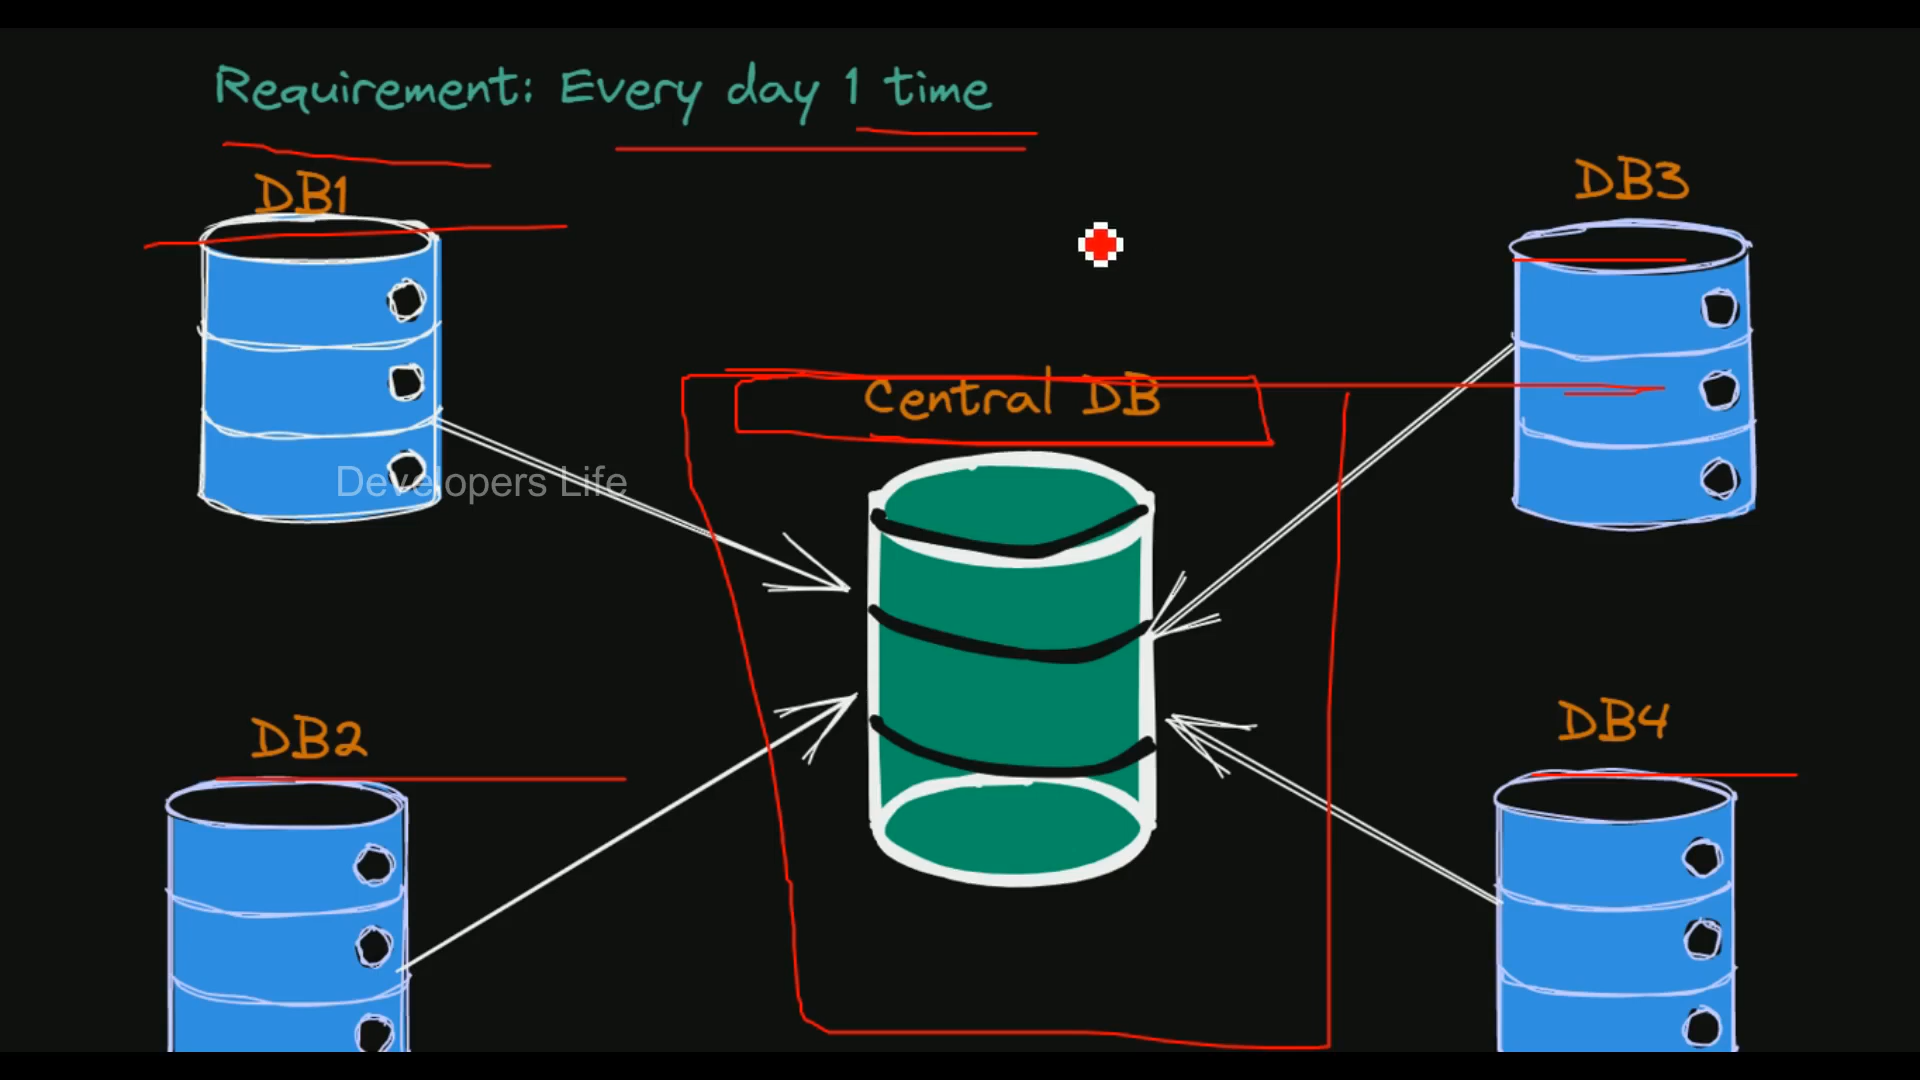 Requirement: Every day 1 time
DB1
DB3
Central DB
Developers Life
DB2
DB4